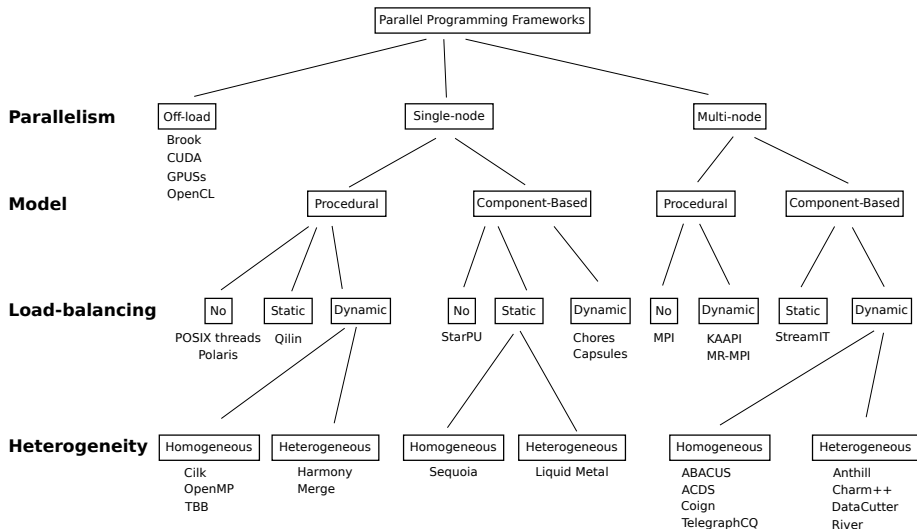 Parallel Programming Frameworks
Parallelism
Off-load
Single-node
Multi-node
Brook
CUDA
GPUSs
OpenCL
Model
Procedural
Component-Based
Procedural
Component-Based
Load-balancing
No
Static
Dynamic
No
Static
Dynamic
No
Dynamic
Static
Dynamic
POSIX threads
Polaris
Qilin
StarPU
Chores
Capsules
MPI
KAAPI
MR-MPI
StreamIT
Heterogeneity
Homogeneous
Heterogeneous
Homogeneous
Heterogeneous
Homogeneous
Heterogeneous
Cilk
OpenMP
TBB
Harmony
Merge
Sequoia
Liquid Metal
ABACUS
ACDS
Coign
TelegraphCQ
Anthill
Charm++
DataCutter
River